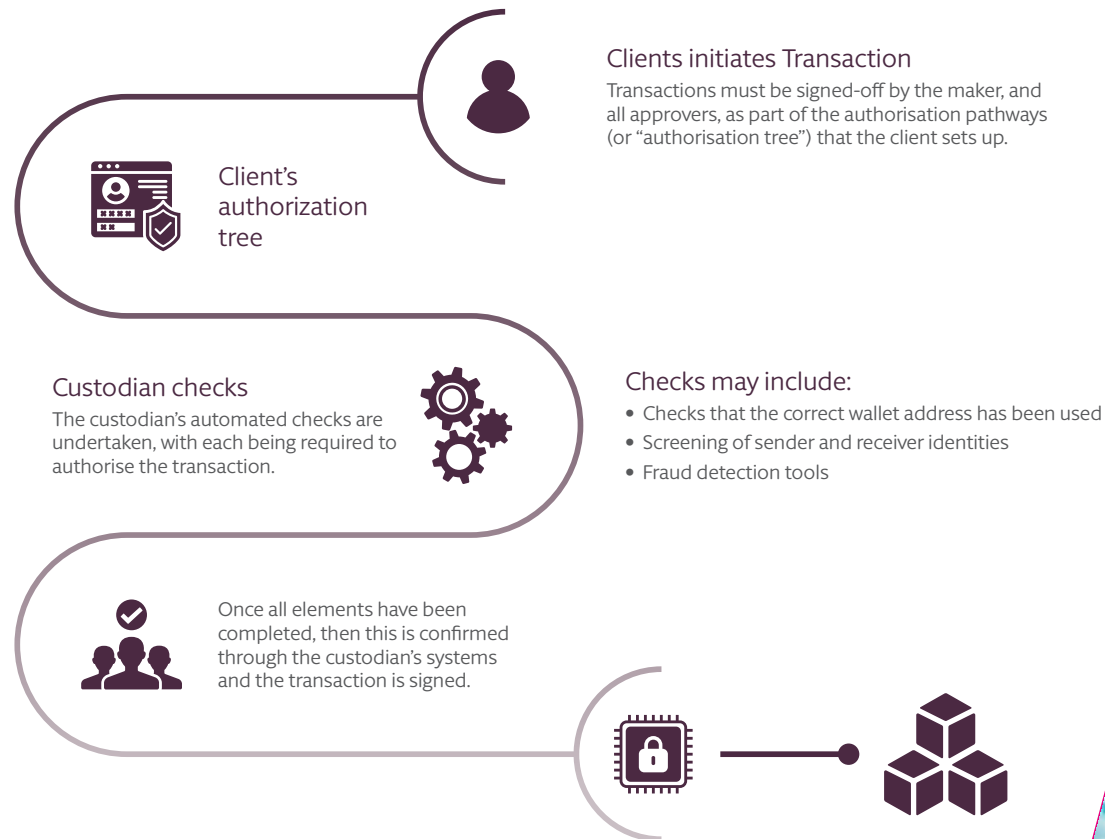 Clients initiates Transaction
Transactions must be signed-off by the maker, and
all approvers, as part of the authorisation pathways
(or “authorisation tree”) that the client sets up.
Client’s
authorization
tree
Custodian checks
The custodian’s automated checks are
undertaken, with each being required to
authorise the transaction.
Checks may include:
• Checks that the correct wallet address has been used
• Screening of sender and receiver identities
• Fraud detection tools
Once all elements have been
completed, then this is confirmed
through the custodian’s systems
and the transaction is signed.